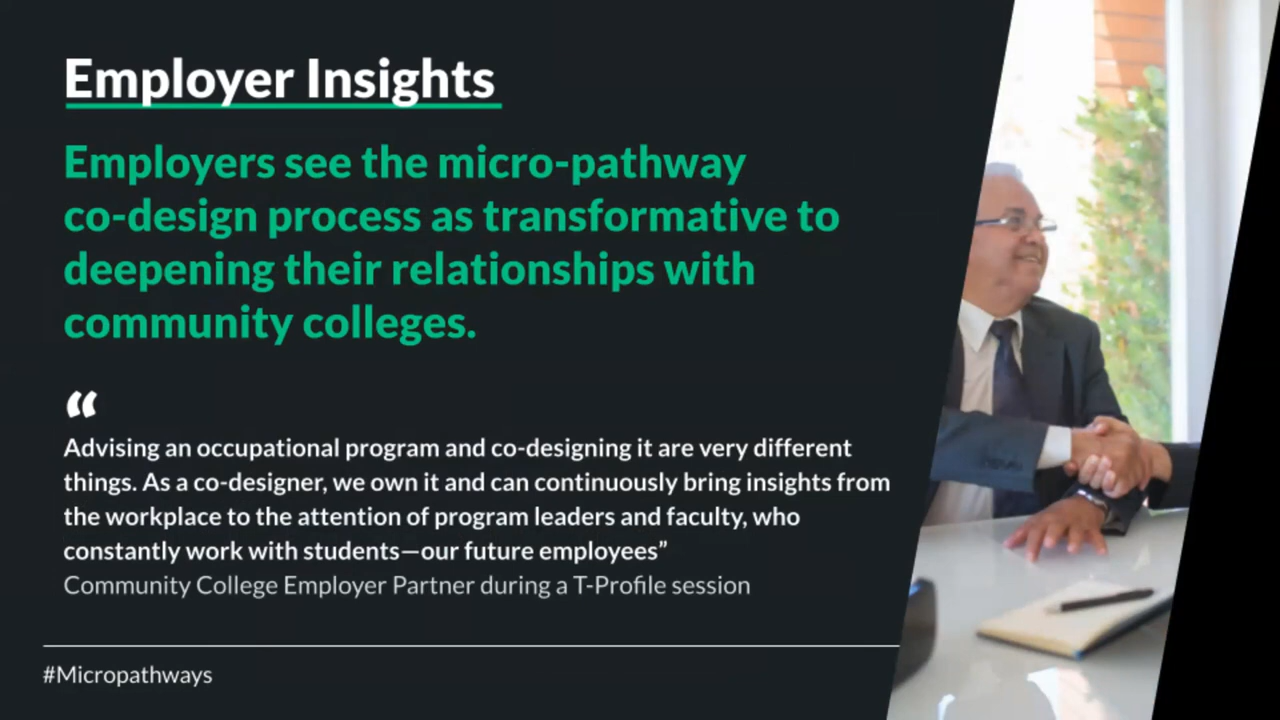 Employer Insights
Employers see the micro-pathway
co-design process as transformative to
deepening their relationships with
community colleges.
“
Advising an occupational program and co-designing it are very different
things. As a co-designer, we own it and can continuously bring insights from
the workplace to the attention of program leaders and faculty, who
constantly work with students—our future employees”
Community College Employer Partner during a T-Profile session
#Micropathways